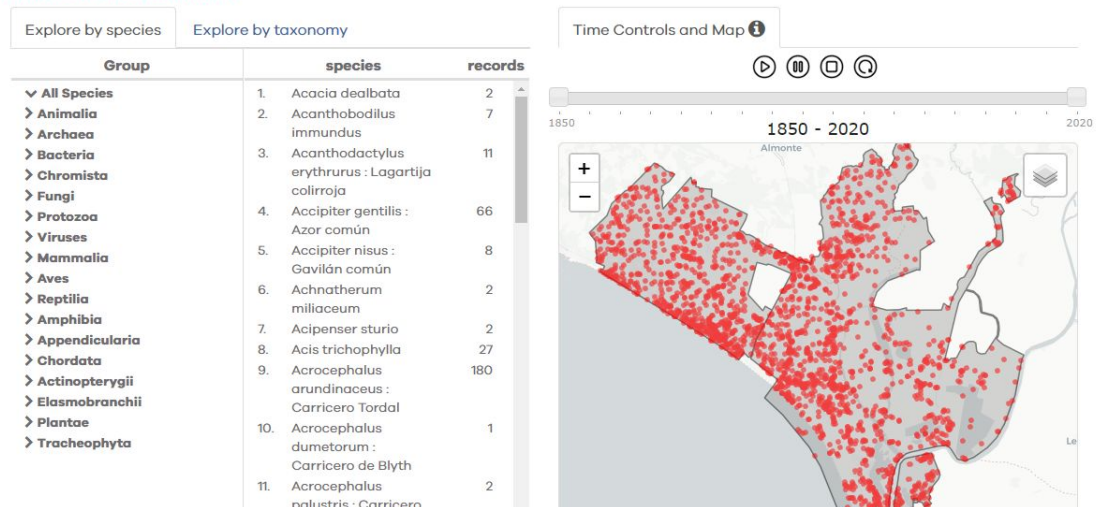 Explore by species
Explore by taxonomy
Group
All Species
Animalia
Archaea
Bacteria
Chromista
Fungi
Protozoa
Viruses
Mammalia
Aves
Reptilia
Amphibia
Appendicularia
Chordata
Actinopterygii
Elasmobranchii
Plantae
Tracheophyta
species records
1. Acacia dealbata 2
2. Acanthobodilus 7
immundus
3. Acanthodactylus 11
erythrurus : Lagartija
colirroja
4. Accipiter gentilis : 66
Azor común
5. Accipiter nisus : 8
Gavilán común
6. Achnatherum 2
miliaceum
7. Acipenser sturio 2
8. Acis trichophylla 27
9. Acrocephalus 180
arundinaceus :
Carricero Tordal
10. Acrocephalus 1
dumetorum :
Carricero de Blyth
11. Acrocephalus 2
palustris : Carricero
Time Controls and Map
1850
2020
1850 - 2020
Almonte
+
−
Le